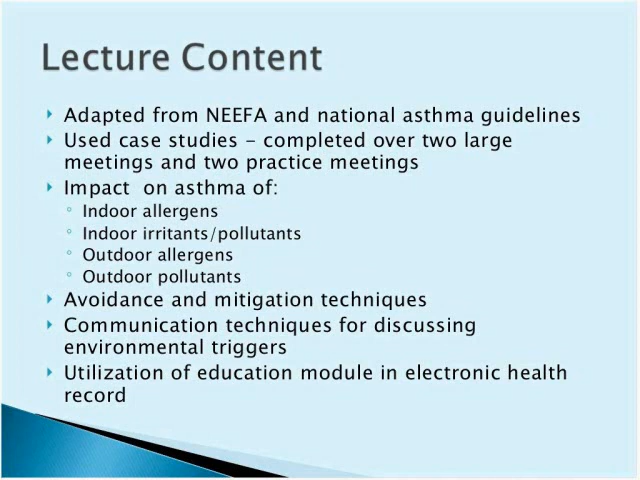 Lecture Content
Adapted from NEEFA and national asthma guidelines
Used case studies – completed over two large
meetings and two practice meetings
Impact on asthma of:
Indoor allergens
Indoor irritants/pollutants
Outdoor allergens
Outdoor pollutants
Avoidance and mitigation techniques
Communication techniques for discussing
environmental triggers
Utilization of education module in electronic health
record